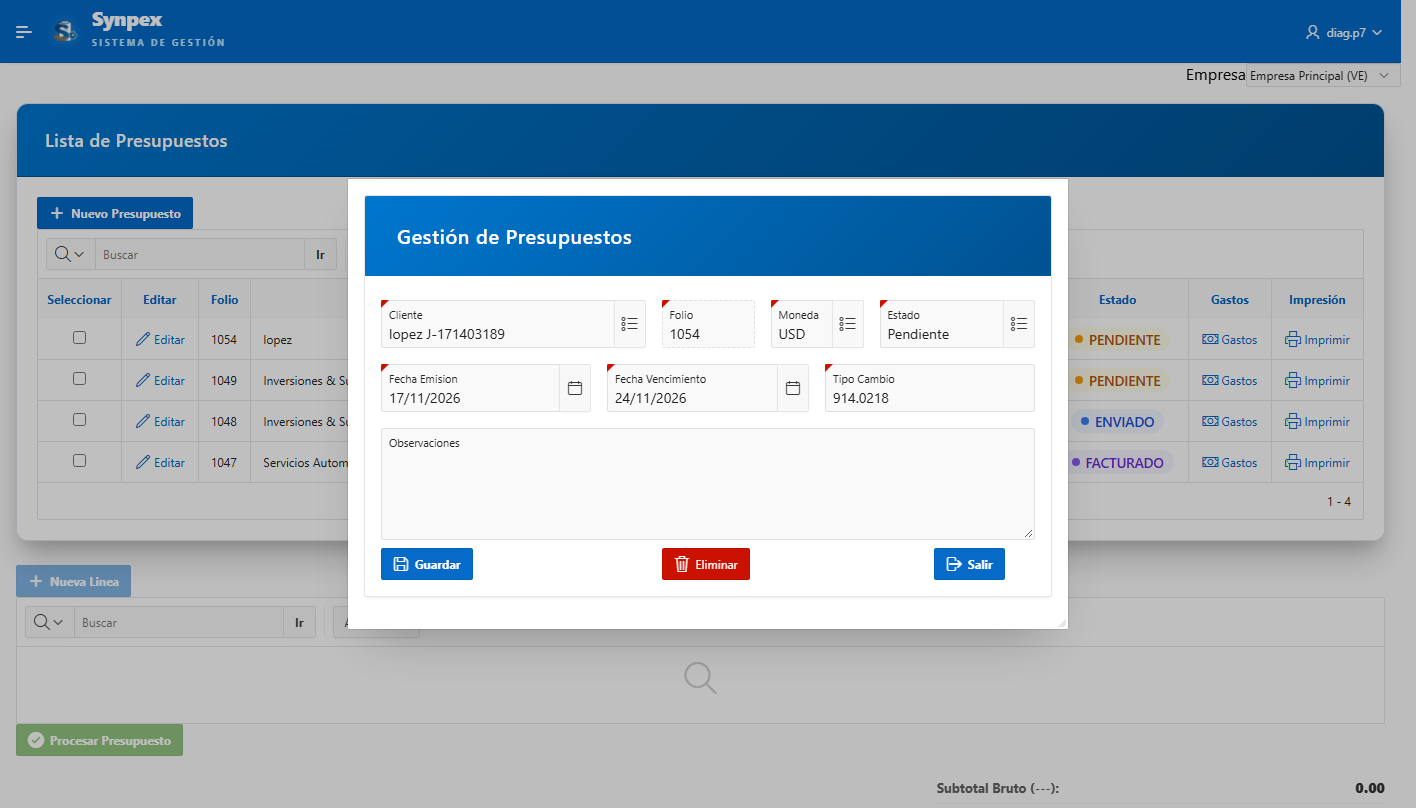 Synpex
SISTEMA DE GESTIÓN
diag.p7
Empresa Empresa Principal (VE)
Lista de Presupuestos
Nuevo Presupuesto
Buscar Ir
Seleccionar Editar Folio Estado Gastos Impresión
Editar 1054 lopez PENDIENTE Gastos Imprimir
Editar 1049 Inversiones & PENDIENTE Gastos Imprimir
Editar 1048 Inversiones & ENVIADO Gastos Imprimir
Editar 1047 Servicios FACTURADO Gastos Imprimir
1 - 4
Gestión de Presupuestos
Cliente Folio Moneda Estado
lopez J-171403189 1054 USD Pendiente
Fecha Emision Fecha Vencimiento Tipo Cambio
17/11/2026 24/11/2026 914.0218
Observaciones
Guardar Eliminar Salir
Nueva Linea
Buscar Ir
Procesar Presupuesto
Subtotal Bruto (---): 0.00